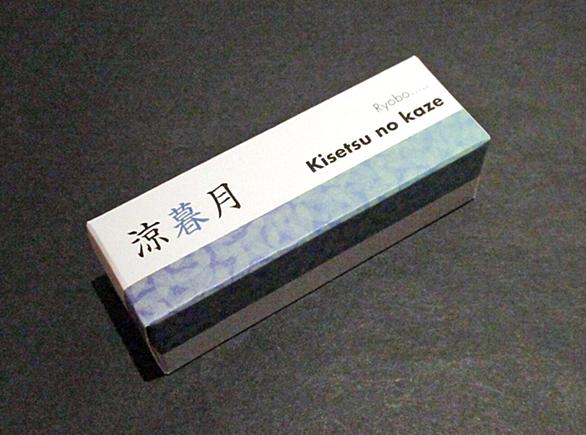 Ryobo.....
Kisetsu no kaze
涼暮月